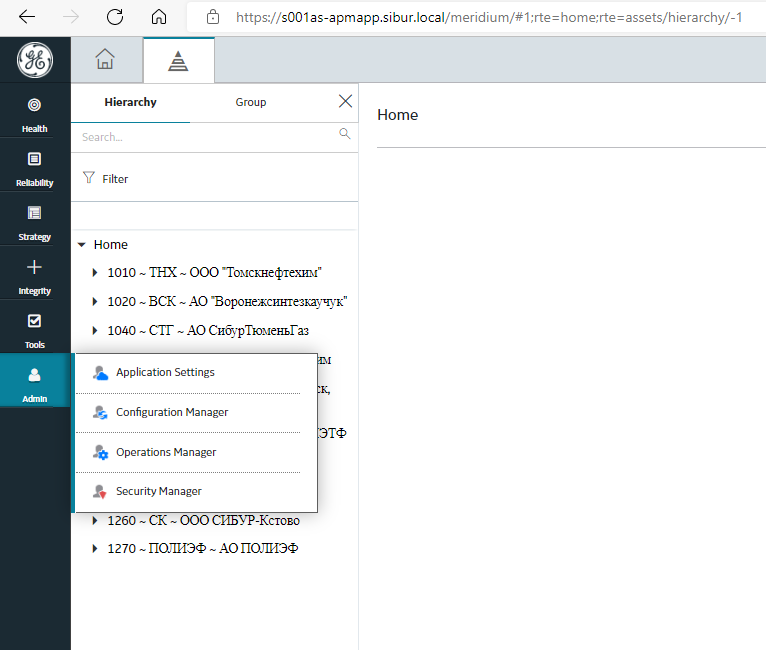 https://s001as-apmapp.sibur.local/meridium/#1;rte=home;rte=assets/hierarchy/-1
GE
Health
Reliability
Strategy
Integrity
Tools
Admin
Hierarchy Group
Search...
Filter
Home
1010 ~ ТНХ ~ ООО "Томскнефтехим"
1020 ~ ВСК ~ АО "Воронежсинтезкаучук"
1040 ~ СТГ ~ АО СибурТюменьГаз
им
ск,
ЭТФ
Application Settings
Configuration Manager
Operations Manager
Security Manager
1260 ~ СК ~ ООО СИБУР-Кстово
1270 ~ ПОЛИЭФ ~ АО ПОЛИЭФ
Home